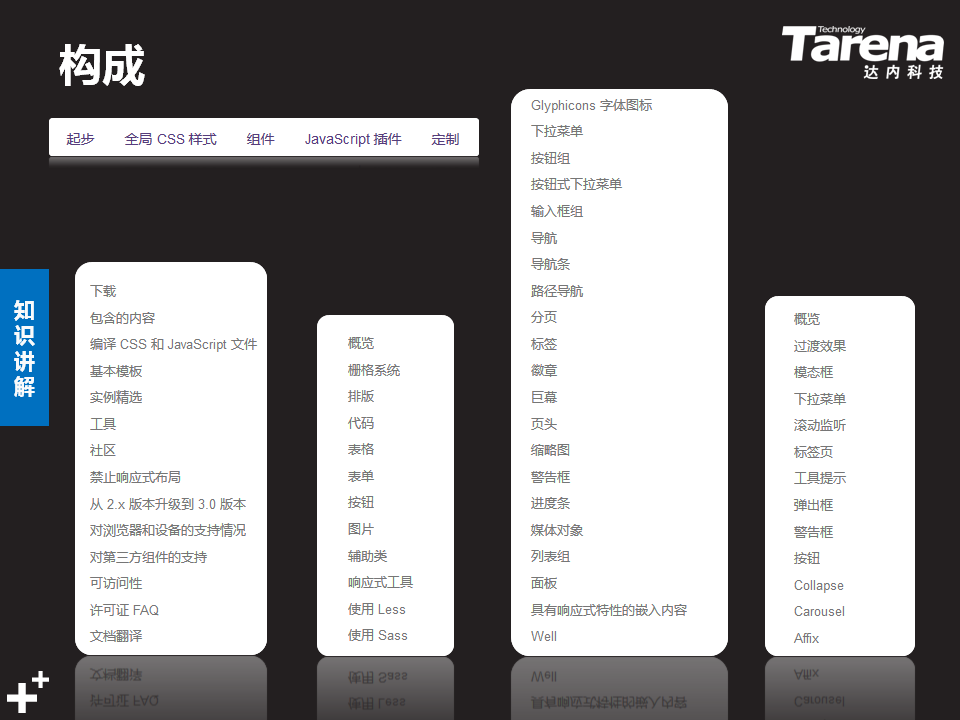 构成
Technology
Tarena
达内科技
起步 全局 CSS 样式 组件 JavaScript 插件 定制
知识讲解
下载
包含的内容
编译 CSS 和 JavaScript 文件
基本模板
实例精选
工具
社区
禁止响应式布局
从 2.x 版本升级到 3.0 版本
对浏览器和设备的支持情况
对第三方组件的支持
可访问性
许可证 FAQ
文档翻译
概览
栅格系统
排版
代码
表格
表单
按钮
图片
辅助类
响应式工具
使用 Less
使用 Sass
Glyphicons 字体图标
下拉菜单
按钮组
按钮式下拉菜单
输入框组
导航
导航条
路径导航
分页
标签
徽章
巨幕
页头
缩略图
警告框
进度条
媒体对象
列表组
面板
具有响应式特性的嵌入内容
Well
概览
过渡效果
模态框
下拉菜单
滚动监听
标签页
工具提示
弹出框
警告框
按钮
Collapse
Carousel
Affix